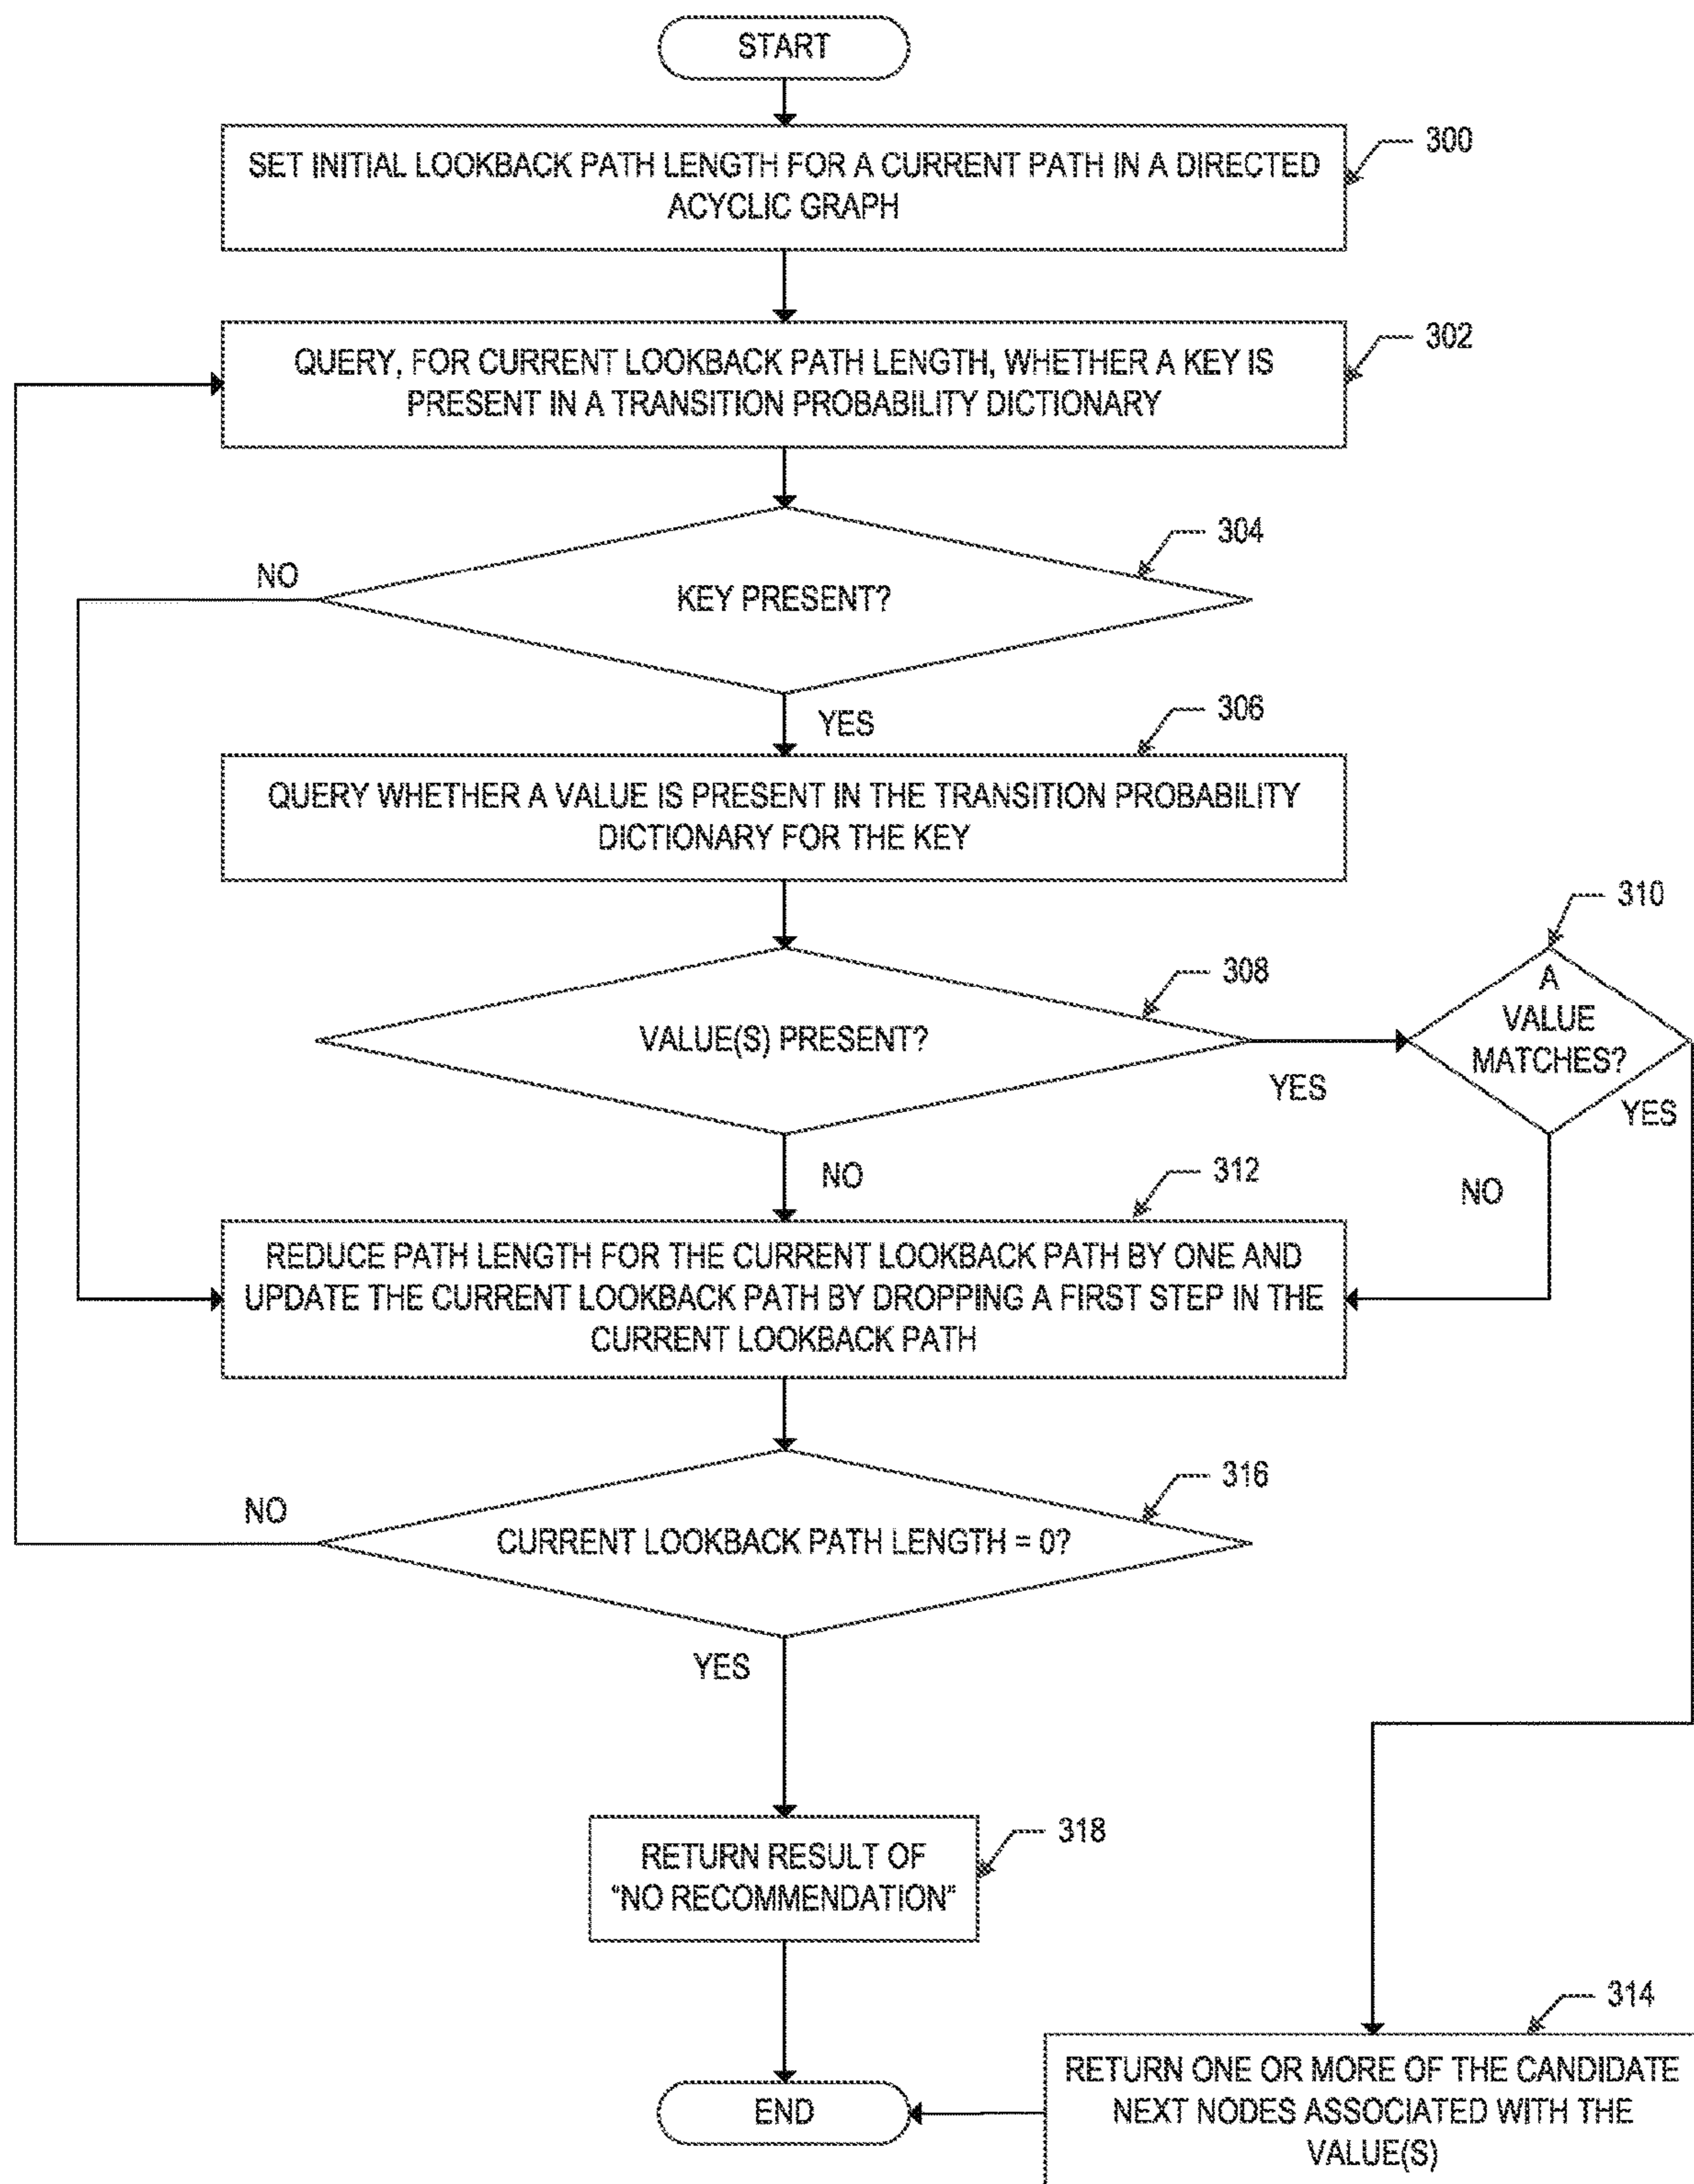 START
300
SET INITIAL LOOKBACK PATH LENGTH FOR A CURRENT PATH IN A DIRECTED
ACYCLIC GRAPH
302
QUERY, FOR CURRENT LOOKBACK PATH LENGTH, WHETHER A KEY IS
PRESENT IN A TRANSITION PROBABILITY DICTIONARY
304
NO
KEY PRESENT?
YES
306
QUERY WHETHER A VALUE IS PRESENT IN THE TRANSITION PROBABILITY
DICTIONARY FOR THE KEY
308
VALUE(S) PRESENT?
YES
310
A
VALUE
MATCHES?
YES
NO
NO
312
REDUCE PATH LENGTH FOR THE CURRENT LOOKBACK PATH BY ONE AND
UPDATE THE CURRENT LOOKBACK PATH BY DROPPING A FIRST STEP IN THE
CURRENT LOOKBACK PATH
316
NO
CURRENT LOOKBACK PATH LENGTH = 0?
YES
318
RETURN RESULT OF
"NO RECOMMENDATION"
314
RETURN ONE OR MORE OF THE CANDIDATE
NEXT NODES ASSOCIATED WITH THE
VALUE(S)
END